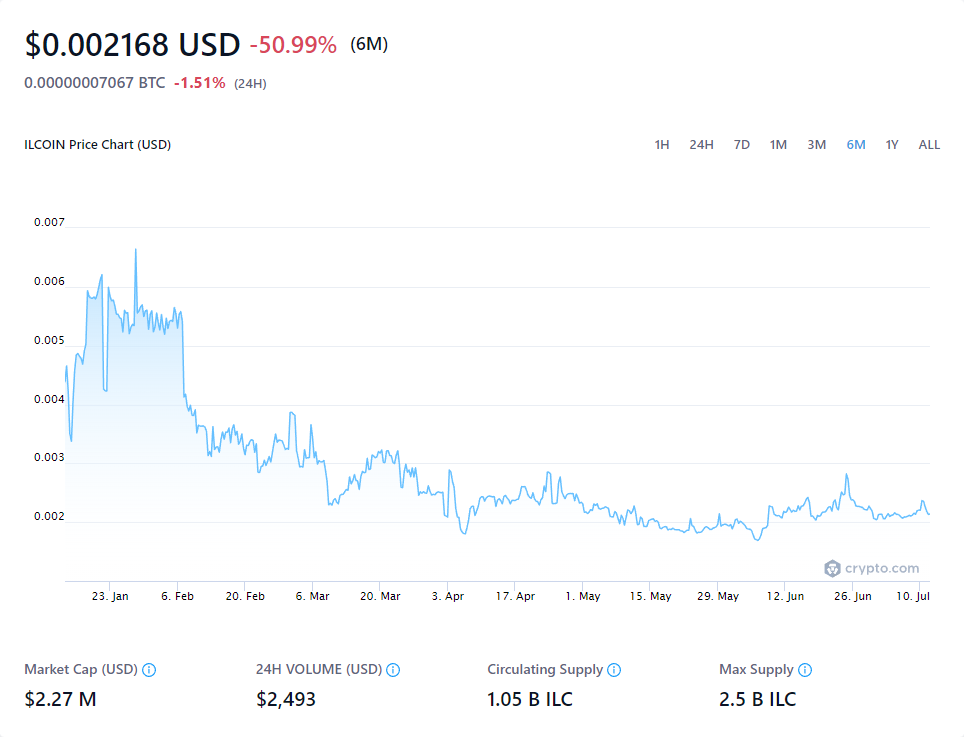 $0.002168 USD -50.99% (6M)
0.00000007067 BTC -1.51% (24H)
ILCOIN Price Chart (USD) 1H 24H 7D 1M 3M 6M 1Y ALL
0.007
0.006
0.005
0.004
0.003
0.002
crypto.com
23. Jan 6. Feb 20. Feb 6. Mar 20. Mar 3. Apr 17. Apr 1. May 15. May 29. May 12. Jun 26. Jun 10. Jul
Market Cap (USD) 24H VOLUME (USD) Circulating Supply Max Supply
$2.27 M $2,493 1.05 B ILC 2.5 B ILC